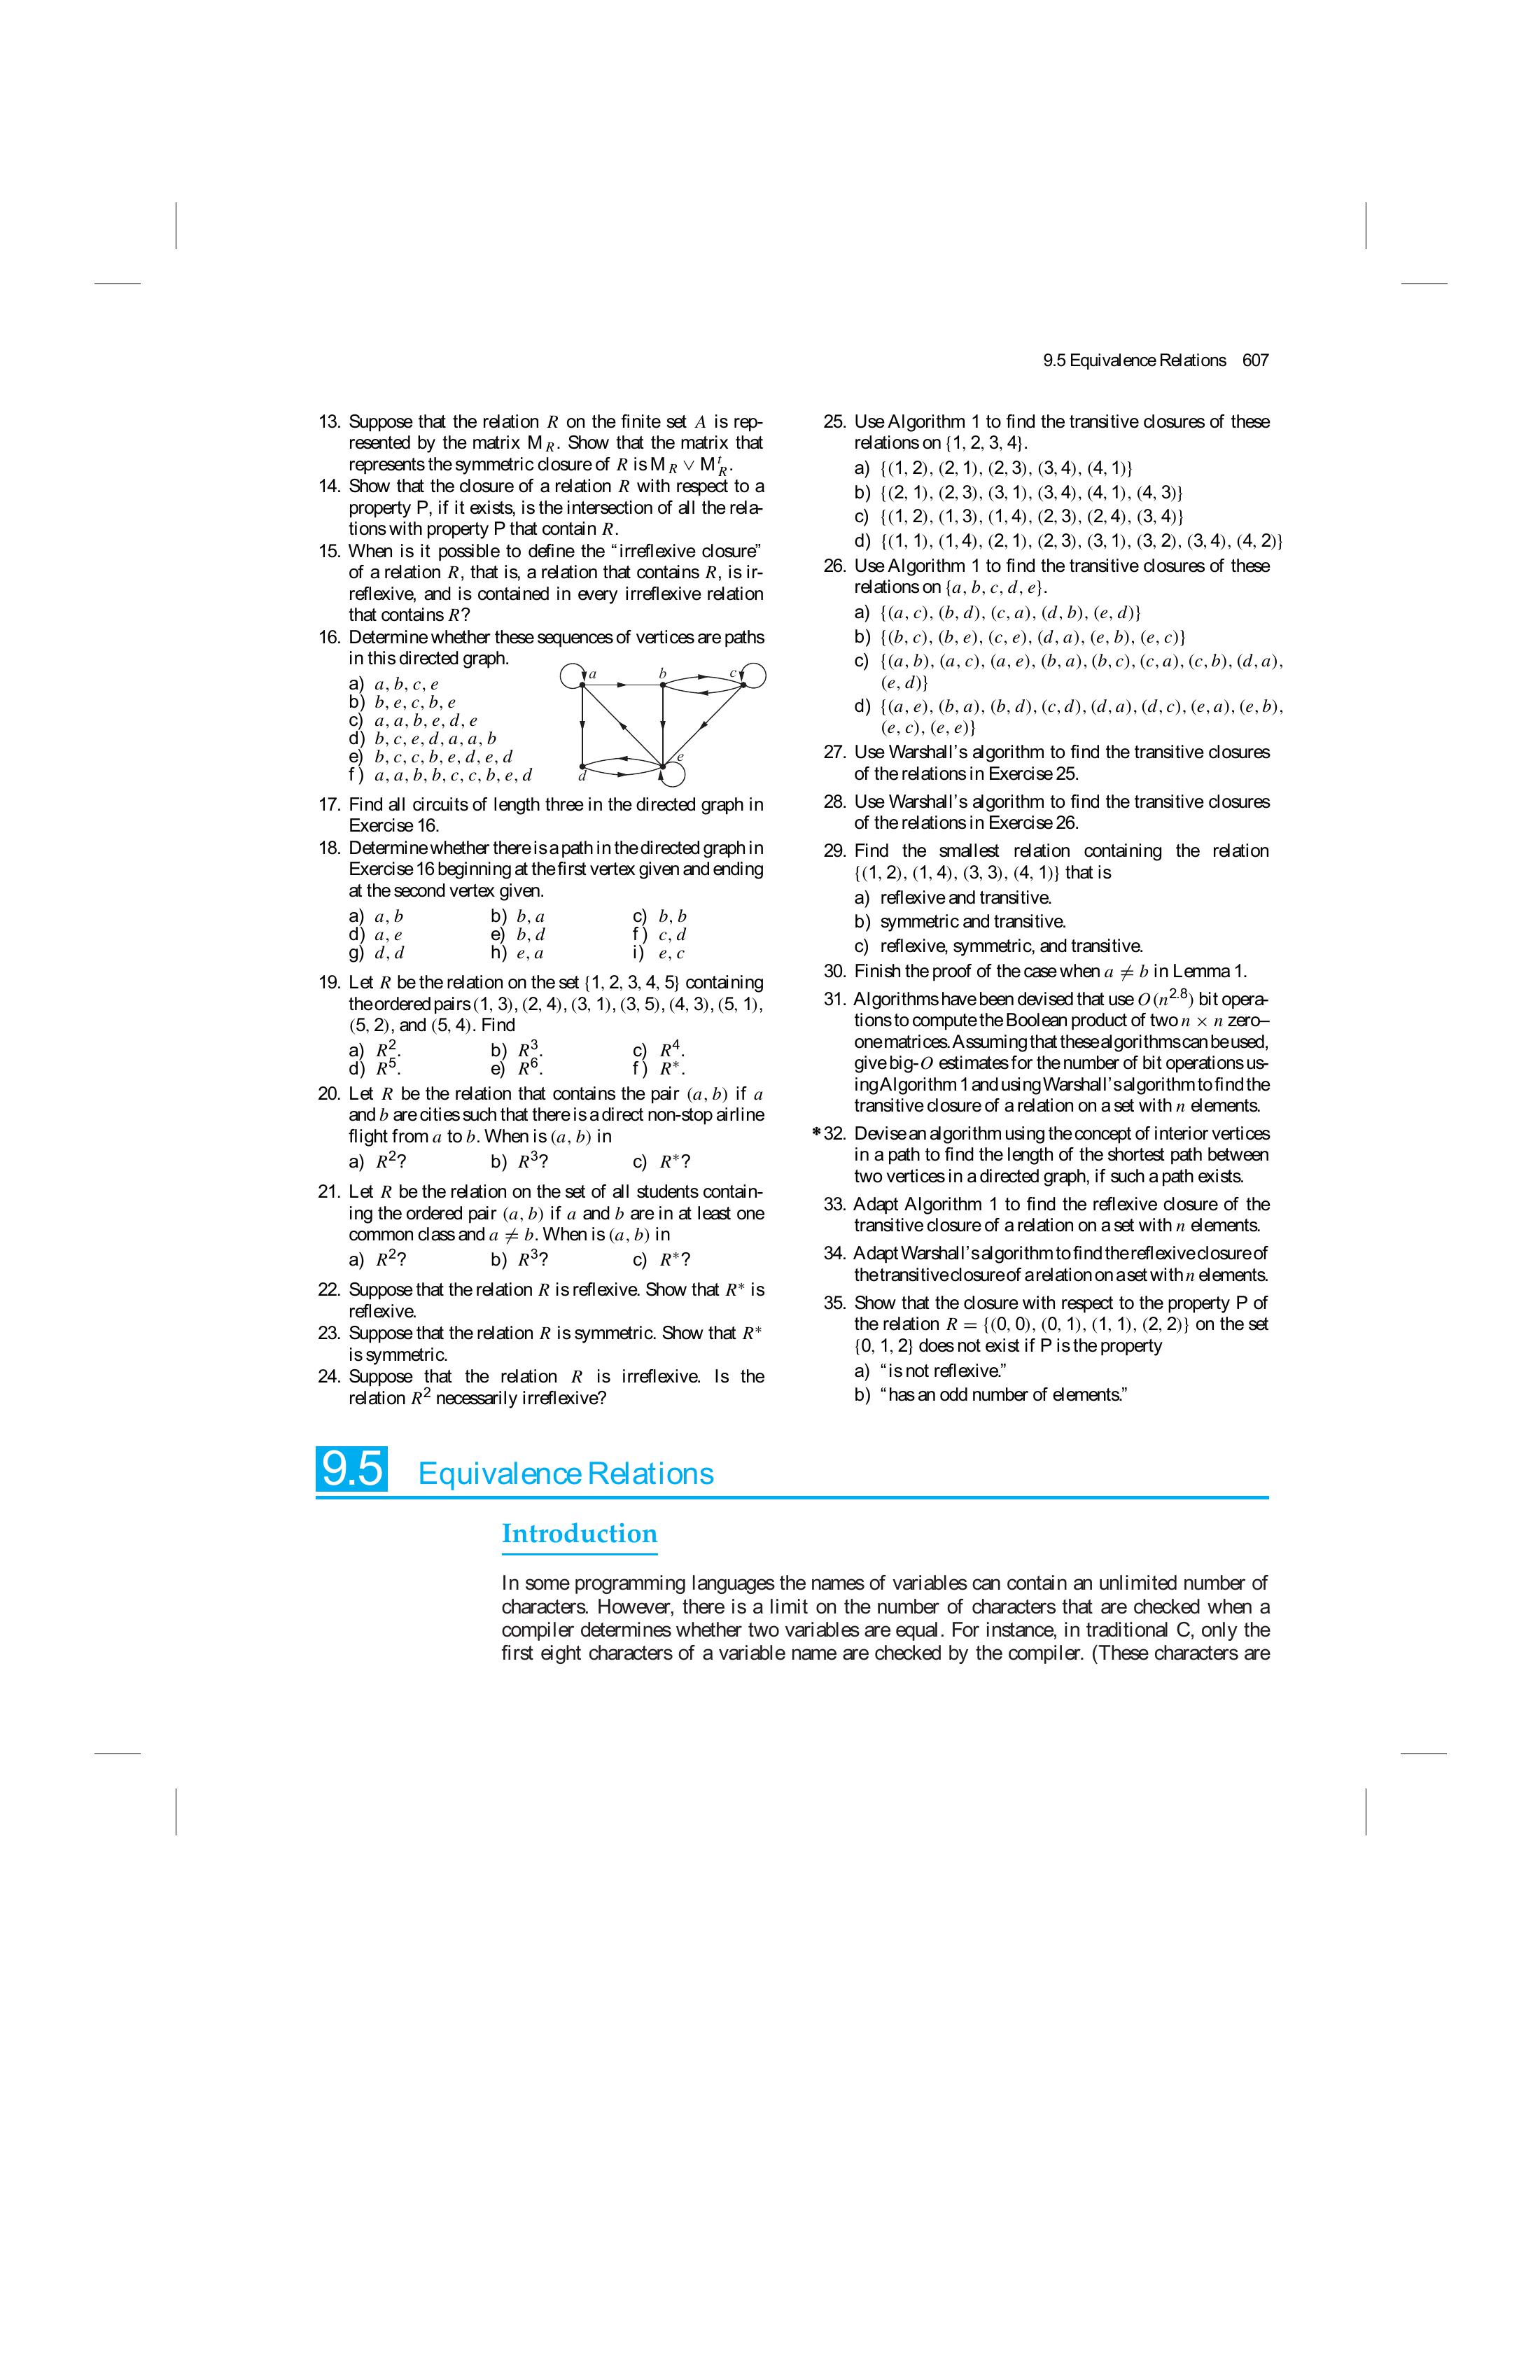 9.5 Equivalence Relations 607
13. Suppose that the relation R on the finite set A is rep-
resented by the matrix M_R. Show that the matrix that
represents the symmetric closure of R is M_R ∨ M_R^t.
14. Show that the closure of a relation R with respect to a
property P, if it exists, is the intersection of all the rela-
tions with property P that contain R.
15. When is it possible to define the “irreflexive closure”
of a relation R, that is, a relation that contains R, is ir-
reflexive, and is contained in every irreflexive relation
that contains R?
16. Determine whether these sequences of vertices are paths
in this directed graph.
a) a, b, c, e
b) b, e, c, b, e
c) a, a, b, e, d, e
d) b, c, e, d, a, a, b
e) b, c, c, b, e, d, e, d
f) a, a, b, b, c, c, b, e, d
a b c
d e
17. Find all circuits of length three in the directed graph in
Exercise 16.
18. Determine whether there is a path in the directed graph in
Exercise 16 beginning at the first vertex given and ending
at the second vertex given.
a) a, b b) b, a c) b, b
d) a, e e) b, d f) c, d
g) d, d h) e, a i) e, c
19. Let R be the relation on the set {1, 2, 3, 4, 5} containing
the ordered pairs (1, 3), (2, 4), (3, 1), (3, 5), (4, 3), (5, 1),
(5, 2), and (5, 4). Find
a) R². b) R³. c) R⁴.
d) R⁵. e) R⁶. f) R*.
20. Let R be the relation that contains the pair (a, b) if a
and b are cities such that there is a direct non-stop airline
flight from a to b. When is (a, b) in
a) R²? b) R³? c) R*?
21. Let R be the relation on the set of all students contain-
ing the ordered pair (a, b) if a and b are in at least one
common class and a ≠ b. When is (a, b) in
a) R²? b) R³? c) R*?
22. Suppose that the relation R is reflexive. Show that R* is
reflexive.
23. Suppose that the relation R is symmetric. Show that R*
is symmetric.
24. Suppose that the relation R is irreflexive. Is the
relation R² necessarily irreflexive?
25. Use Algorithm 1 to find the transitive closures of these
relations on {1, 2, 3, 4}.
a) {(1, 2), (2, 1), (2, 3), (3, 4), (4, 1)}
b) {(2, 1), (2, 3), (3, 1), (3, 4), (4, 1), (4, 3)}
c) {(1, 2), (1, 3), (1, 4), (2, 3), (2, 4), (3, 4)}
d) {(1, 1), (1, 4), (2, 1), (2, 3), (3, 1), (3, 2), (3, 4), (4, 2)}
26. Use Algorithm 1 to find the transitive closures of these
relations on {a, b, c, d, e}.
a) {(a, c), (b, d), (c, a), (d, b), (e, d)}
b) {(b, c), (b, e), (c, e), (d, a), (e, b), (e, c)}
c) {(a, b), (a, c), (a, e), (b, a), (b, c), (c, a), (c, b), (d, a),
(e, d)}
d) {(a, e), (b, a), (b, d), (c, d), (d, a), (d, c), (e, a), (e, b),
(e, c), (e, e)}
27. Use Warshall’s algorithm to find the transitive closures
of the relations in Exercise 25.
28. Use Warshall’s algorithm to find the transitive closures
of the relations in Exercise 26.
29. Find the smallest relation containing the relation
{(1, 2), (1, 4), (3, 3), (4, 1)} that is
a) reflexive and transitive.
b) symmetric and transitive.
c) reflexive, symmetric, and transitive.
30. Finish the proof of the case when a ≠ b in Lemma 1.
31. Algorithms have been devised that use O(n^2.8) bit opera-
tions to compute the Boolean product of two n × n zero–
one matrices. Assuming that these algorithms can be used,
give big-O estimates for the number of bit operations us-
ing Algorithm 1 and using Warshall’s algorithm to find the
transitive closure of a relation on a set with n elements.
*32. Devise an algorithm using the concept of interior vertices
in a path to find the length of the shortest path between
two vertices in a directed graph, if such a path exists.
33. Adapt Algorithm 1 to find the reflexive closure of the
transitive closure of a relation on a set with n elements.
34. Adapt Warshall’s algorithm to find the reflexive closure of
the transitive closure of a relation on a set with n elements.
35. Show that the closure with respect to the property P of
the relation R = {(0, 0), (0, 1), (1, 1), (2, 2)} on the set
{0, 1, 2} does not exist if P is the property
a) “is not reflexive.”
b) “has an odd number of elements.”
9.5 Equivalence Relations
Introduction
In some programming languages the names of variables can contain an unlimited number of
characters. However, there is a limit on the number of characters that are checked when a
compiler determines whether two variables are equal. For instance, in traditional C, only the
first eight characters of a variable name are checked by the compiler. (These characters are